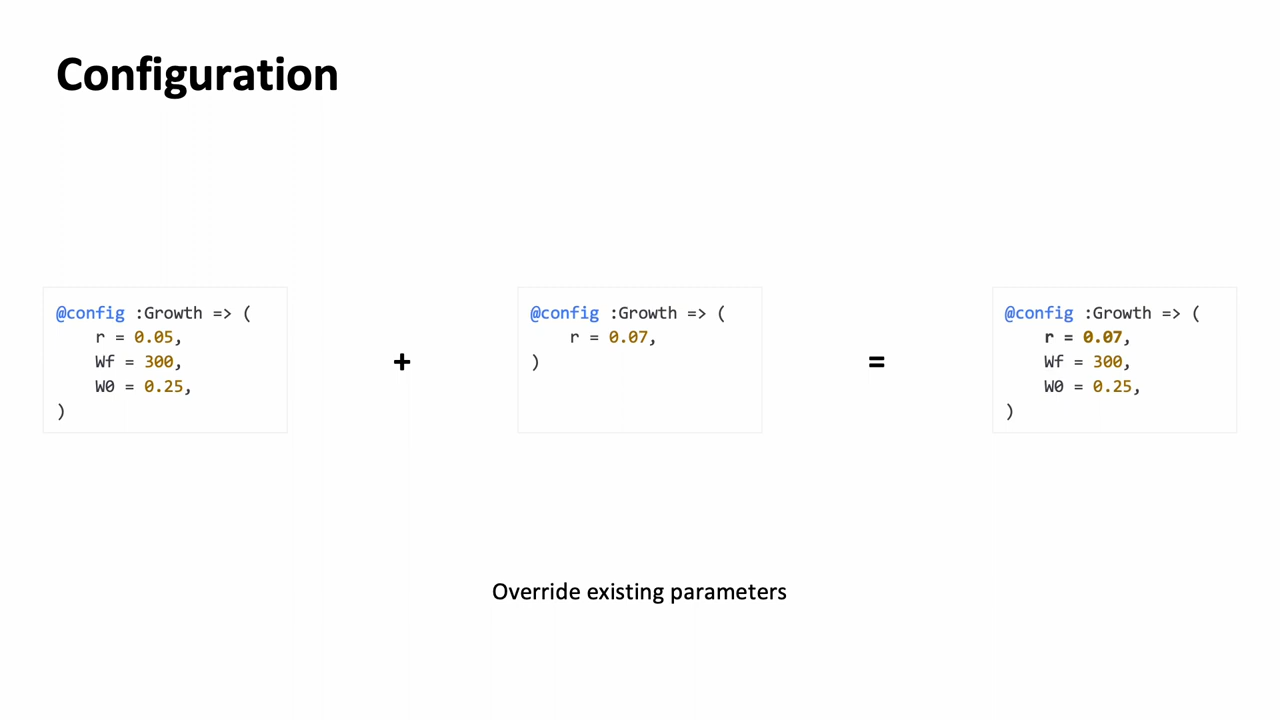 Configuration
@config :Growth => (
    r = 0.05,
    Wf = 300,
    W0 = 0.25,
)
+
@config :Growth => (
    r = 0.07,
)
=
@config :Growth => (
    r = 0.07,
    Wf = 300,
    W0 = 0.25,
)
Override existing parameters